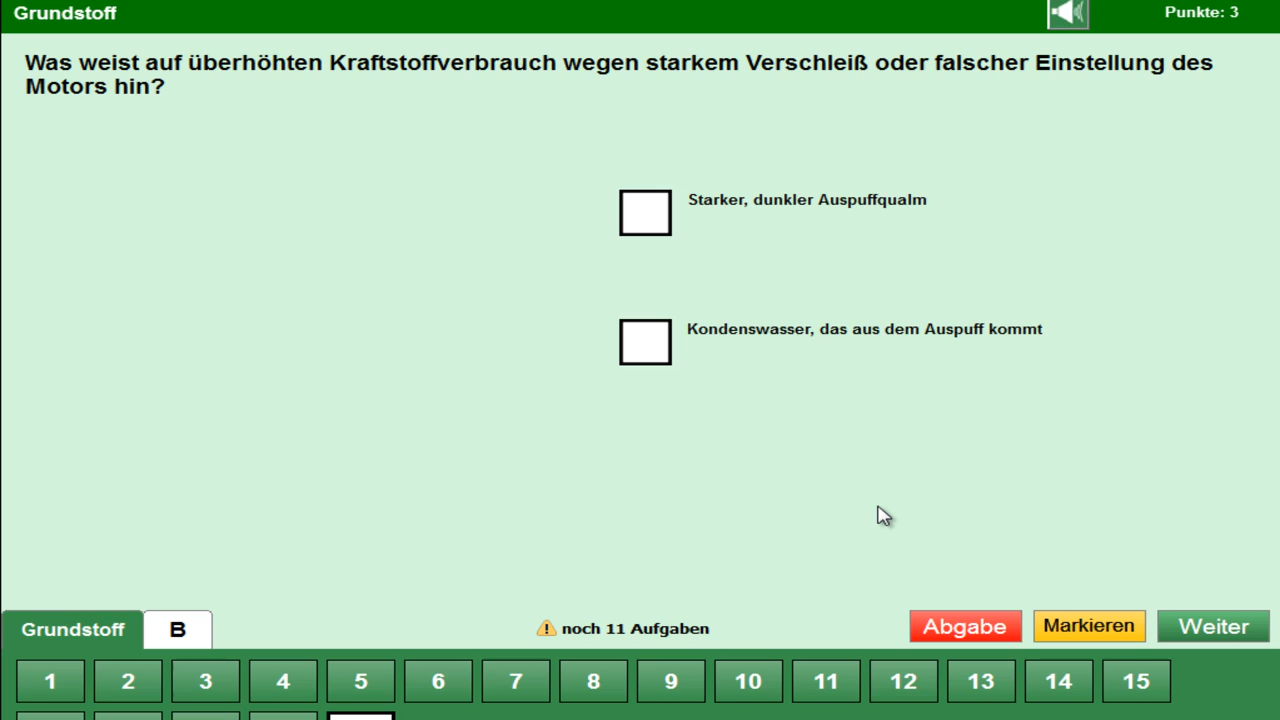 Grundstoff
Punkte: 3
Was weist auf überhöhten Kraftstoffverbrauch wegen starkem Verschleiß oder falscher Einstellung des
Motors hin?
Starker, dunkler Auspuffqualm
Kondenswasser, das aus dem Auspuff kommt
Grundstoff
B
noch 11 Aufgaben
Abgabe
Markieren
Weiter
1 2 3 4 5 6 7 8 9 10 11 12 13 14 15